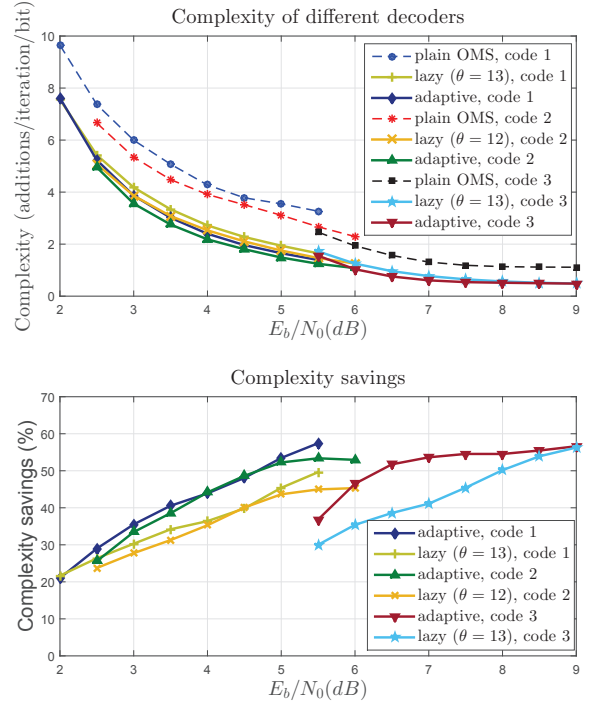 Complexity of different decoders
Complexity (additions/iteration/bit)
10
8
6
4
2
0
plain OMS, code 1
lazy (θ = 13), code 1
adaptive, code 1
plain OMS, code 2
lazy (θ = 12), code 2
adaptive, code 2
plain OMS, code 3
lazy (θ = 13), code 3
adaptive, code 3
2 3 4 5 6 7 8 9
E_b/N_0(dB)
Complexity savings
Complexity savings (%)
70
60
50
40
30
20
10
0
adaptive, code 1
lazy (θ = 13), code 1
adaptive, code 2
lazy (θ = 12), code 2
adaptive, code 3
lazy (θ = 13), code 3
2 3 4 5 6 7 8 9
E_b/N_0(dB)